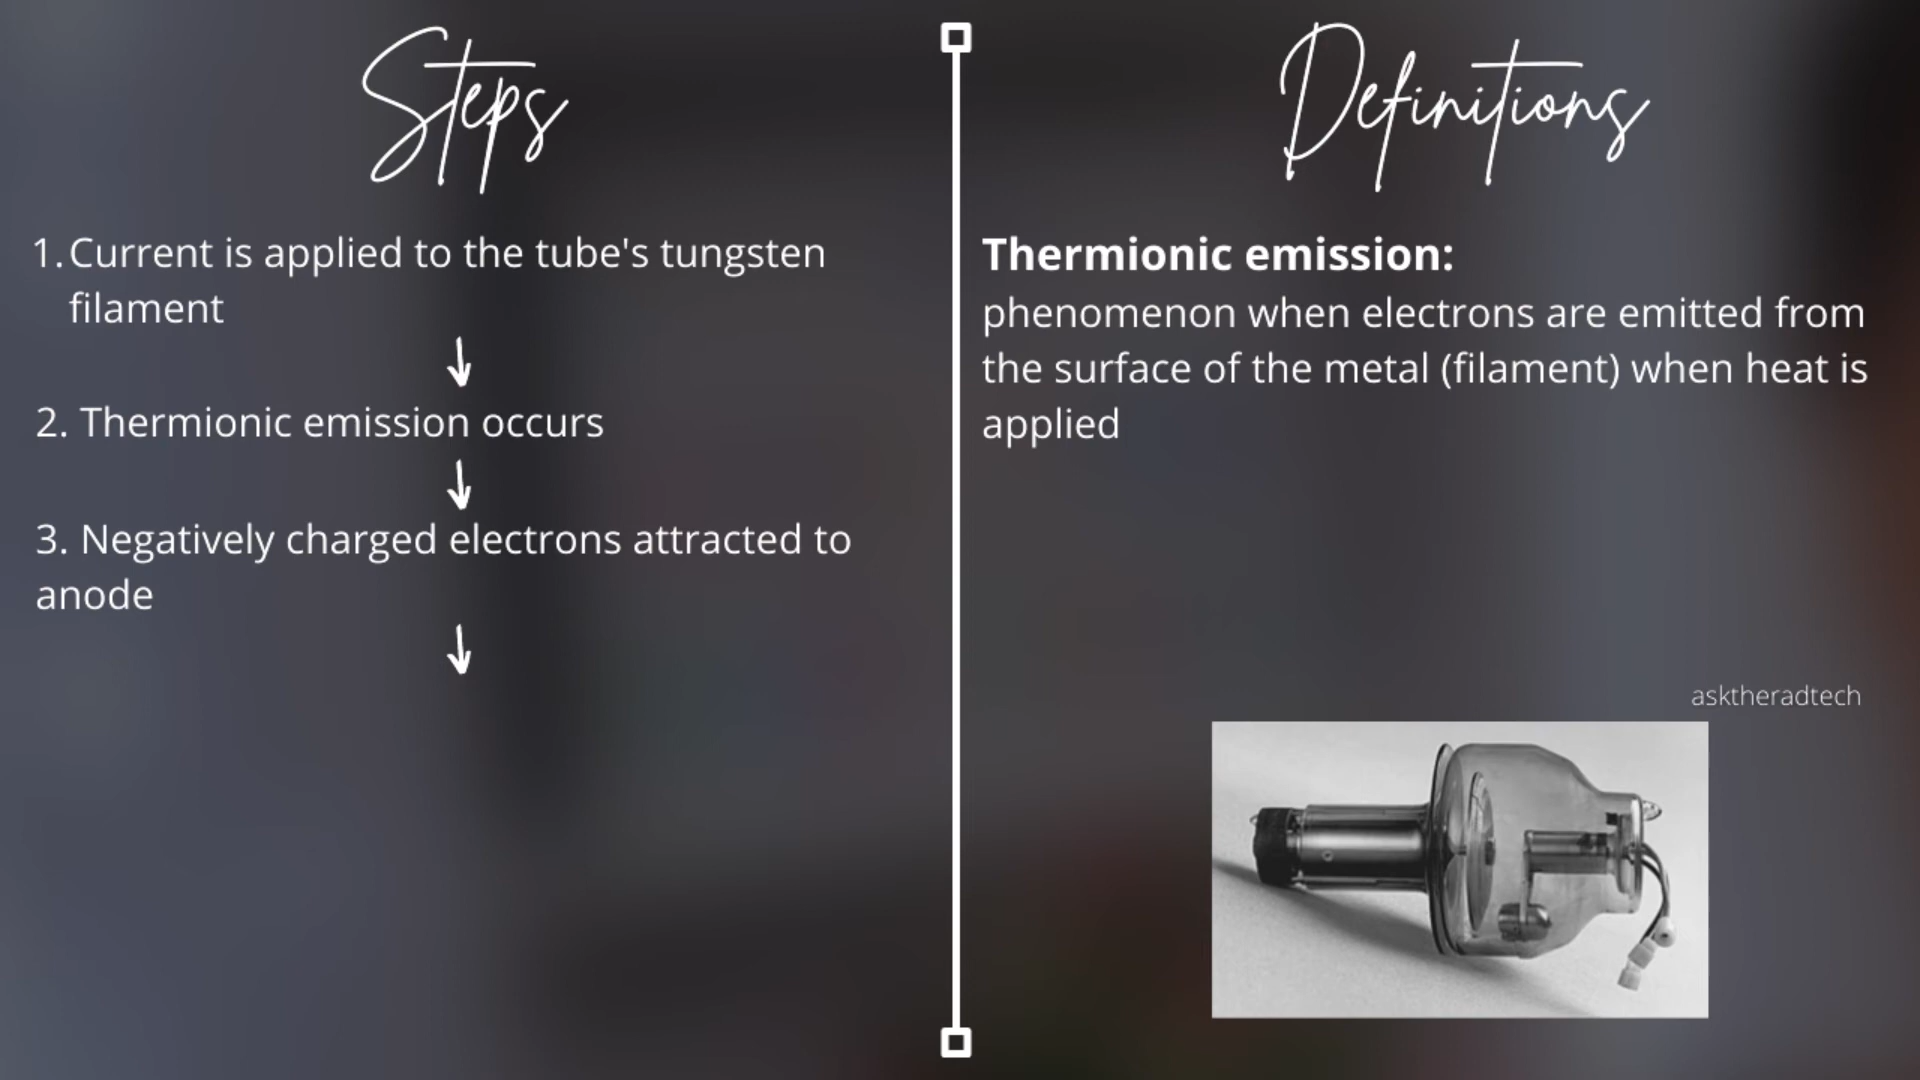 Steps
1. Current is applied to the tube's tungsten
filament
2. Thermionic emission occurs
3. Negatively charged electrons attracted to
anode
Definitions
Thermionic emission:
phenomenon when electrons are emitted from
the surface of the metal (filament) when heat is
applied
asktheradtech